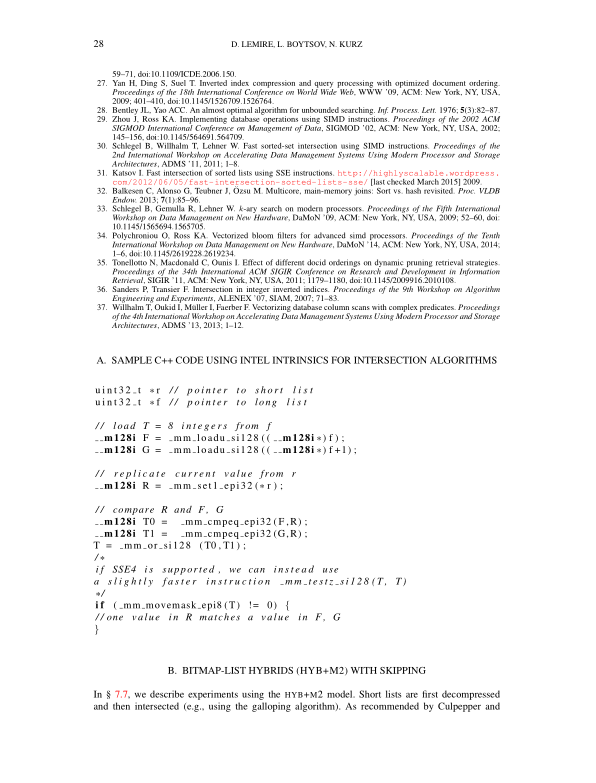 28 D. LEMIRE, L. BOYTSOV, N. KURZ
59–71, doi:10.1109/ICDE.2006.150.
27. Yan H, Ding S, Suel T. Inverted index compression and query processing with optimized document ordering.
Proceedings of the 18th International Conference on World Wide Web, WWW '09, ACM: New York, NY, USA,
2009; 401–410, doi:10.1145/1526709.1526764.
28. Bentley JL, Yao ACC. An almost optimal algorithm for unbounded searching. Inf. Process. Lett. 1976; 5(3):82–87.
29. Zhou J, Ross KA. Implementing database operations using SIMD instructions. Proceedings of the 2002 ACM
SIGMOD International Conference on Management of Data, SIGMOD '02, ACM: New York, NY, USA, 2002;
145–156, doi:10.1145/564691.564709.
30. Schlegel B, Willhalm T, Lehner W. Fast sorted-set intersection using SIMD instructions. Proceedings of the
2nd International Workshop on Accelerating Data Management Systems Using Modern Processor and Storage
Architectures, ADMS '11, 2011; 1–8.
31. Katsov I. Fast intersection of sorted lists using SSE instructions. http://highlyscalable.wordpress.
com/2012/06/05/fast-intersection-sorted-lists-sse/ [last checked March 2015] 2009.
32. Balkesen C, Alonso G, Teubner J, Özsu M. Multicore, main-memory joins: Sort vs. hash revisited. Proc. VLDB
Endow. 2013; 7(1):85–96.
33. Schlegel B, Gemulla R, Lehner W. k-ary search on modern processors. Proceedings of the Fifth International
Workshop on Data Management on New Hardware, DaMoN '09, ACM: New York, NY, USA, 2009; 52–60, doi:
10.1145/1565694.1565705.
34. Polychroniou O, Ross KA. Vectorized bloom filters for advanced simd processors. Proceedings of the Tenth
International Workshop on Data Management on New Hardware, DaMoN '14, ACM: New York, NY, USA, 2014;
1–6, doi:10.1145/2619228.2619234.
35. Tonellotto N, Macdonald C, Ounis I. Effect of different docid orderings on dynamic pruning retrieval strategies.
Proceedings of the 34th International ACM SIGIR Conference on Research and Development in Information
Retrieval, SIGIR '11, ACM: New York, NY, USA, 2011; 1179–1180, doi:10.1145/2009916.2010108.
36. Sanders P, Transier F. Intersection in integer inverted indices. Proceedings of the 9th Workshop on Algorithm
Engineering and Experiments, ALENEX '07, SIAM, 2007; 71–83.
37. Willhalm T, Oukid I, Müller I, Faerber F. Vectorizing database column scans with complex predicates. Proceedings
of the 4th International Workshop on Accelerating Data Management Systems Using Modern Processor and Storage
Architectures, ADMS '13, 2013; 1–12.
A. SAMPLE C++ CODE USING INTEL INTRINSICS FOR INTERSECTION ALGORITHMS
uint32_t *r // pointer to short list
uint32_t *f // pointer to long list
// load T = 8 integers from f
__m128i F = _mm_loadu_si128((__m128i*)f);
__m128i G = _mm_loadu_si128((__m128i*)f+1);
// replicate current value from r
__m128i R = _mm_set1_epi32(*r);
// compare R and F, G
__m128i T0 = _mm_cmpeq_epi32(F,R);
__m128i T1 = _mm_cmpeq_epi32(G,R);
T = _mm_or_si128 (T0,T1);
/*
if SSE4 is supported, we can instead use
a slightly faster instruction _mm_testz_si128(T, T)
*/
if (_mm_movemask_epi8(T) != 0) {
//one value in R matches a value in F, G
}
B. BITMAP-LIST HYBRIDS (HYB+M2) WITH SKIPPING
In § 7.7, we describe experiments using the HYB+M2 model. Short lists are first decompressed
and then intersected (e.g., using the galloping algorithm). As recommended by Culpepper and